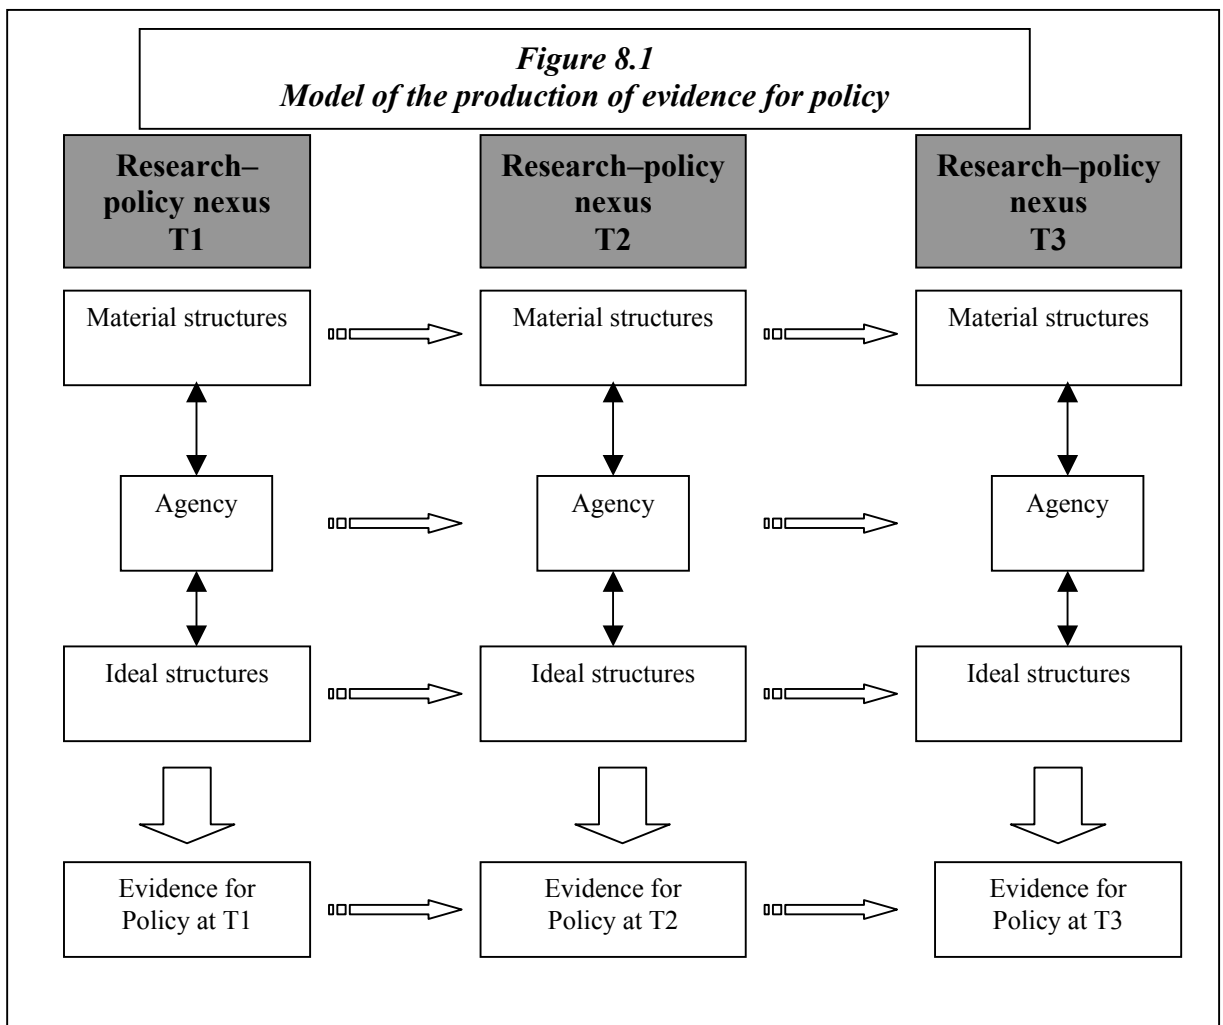 Figure 8.1
Model of the production of evidence for policy
Research–
policy nexus
T1
Research–policy
nexus
T2
Research–policy
nexus
T3
Material structures
Material structures
Material structures
Agency
Agency
Agency
Ideal structures
Ideal structures
Ideal structures
Evidence for
Policy at T1
Evidence for
Policy at T2
Evidence for
Policy at T3